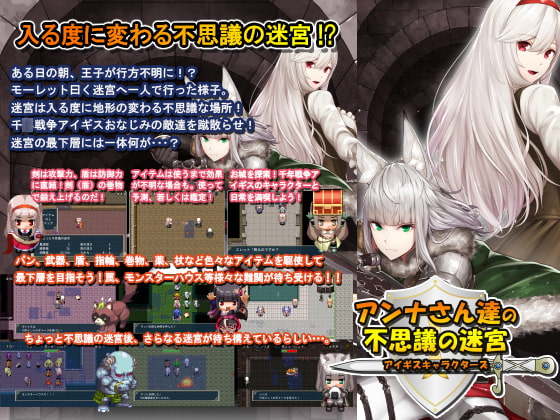 入る度に変わる不思議の迷宮!?
ある日の朝、王子が行方不明に!?
モーレット曰く迷宮へ一人で行った様子。
迷宮は入る度に地形の変わる不思議な場所!
千 戦争アイギスおなじみの敵達を蹴散らせ!
迷宮の最下層には一体何が・・・?
剣は攻撃力、盾は防御力
に直結!剣(盾)の巻物
で鍛え上げるのだ!
アイテムは使うまで効果
が不明な場合も。使って
予測、若しくは鑑定!
お城を探索!千年戦争ア
イギスのキャラクターと
日常を満喫しよう!
パン、武器、盾、指輪、巻物、薬、杖など色々なアイテムを駆使して
最下層を目指そう!罠、モンスターハウス等様々な難関が待ち受ける!!
ちょっと不思議の迷宮後、さらなる迷宮が待ち構えているらしい・・・。
アンナさん達の
不思議の迷宮
アイギスキャラクターズ